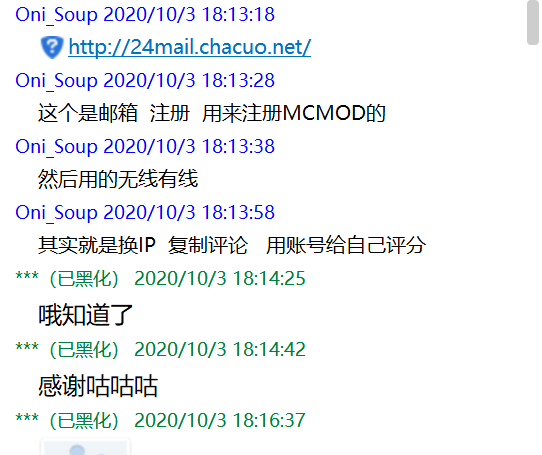 Oni_Soup 2020/10/3 18:13:18
http://24mail.chacuo.net/
Oni_Soup 2020/10/3 18:13:28
这个是邮箱  注册  用来注册MCMOD的
Oni_Soup 2020/10/3 18:13:38
然后用的无线有线
Oni_Soup 2020/10/3 18:13:58
其实就是换IP  复制评论   用账号给自己评分
***（已黑化） 2020/10/3 18:14:25
哦知道了
***（已黑化） 2020/10/3 18:14:42
感谢咕咕咕
***（已黑化） 2020/10/3 18:16:37